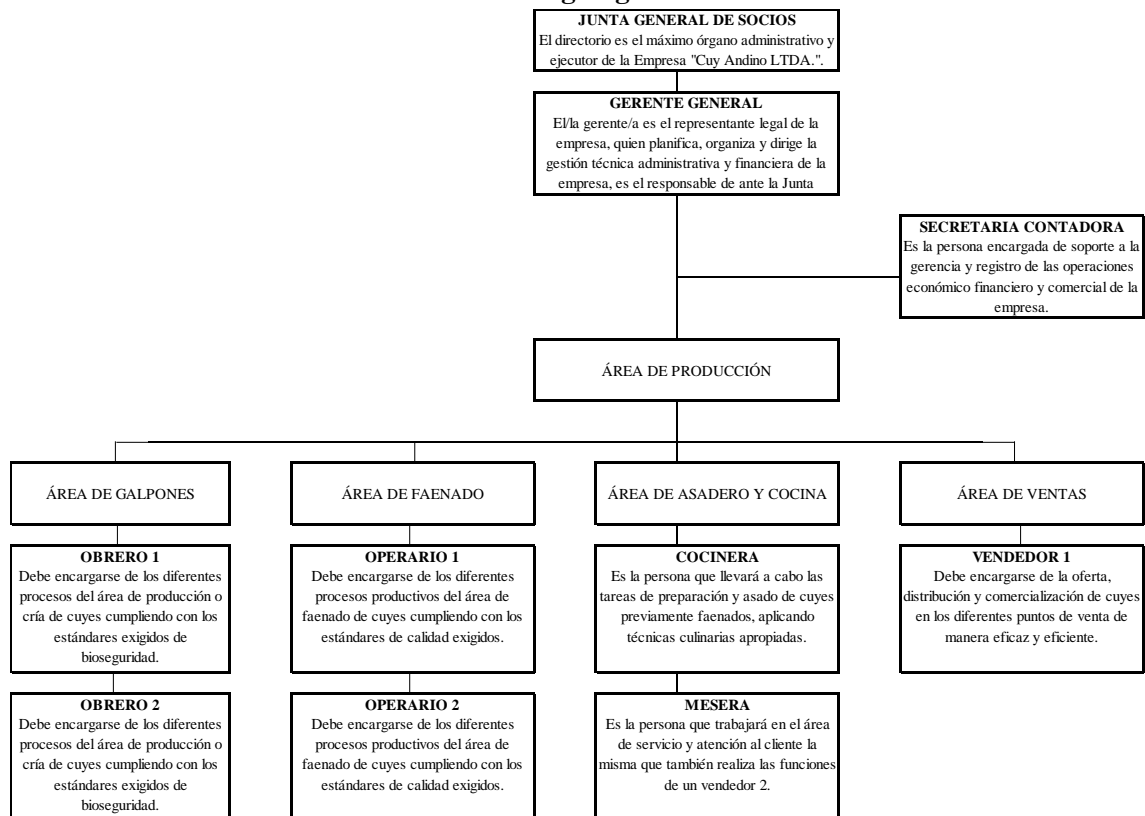 JUNTA GENERAL DE SOCIOS
El directorio es el máximo órgano administrativo y
ejecutor de la Empresa "Cuy Andino LTDA.".
GERENTE GENERAL
El/la gerente/a es el representante legal de la
empresa, quien planifica, organiza y dirige la
gestión técnica administrativa y financiera de la
empresa, es el responsable de ante la Junta
SECRETARIA CONTADORA
Es la persona encargada de soporte a la
gerencia y registro de las operaciones
económico financiero y comercial de la
empresa.
ÁREA DE PRODUCCIÓN
ÁREA DE GALPONES
ÁREA DE FAENADO
ÁREA DE ASADERO Y COCINA
ÁREA DE VENTAS
OBRERO 1
Debe encargarse de los diferentes
procesos del área de producción o
cría de cuyes cumpliendo con los
estándares exigidos de
bioseguridad.
OPERARIO 1
Debe encargarse de los diferentes
procesos productivos del área de
faenado de cuyes cumpliendo con los
estándares de calidad exigidos.
COCINERA
Es la persona que llevará a cabo las
tareas de preparación y asado de cuyes
previamente faenados, aplicando
técnicas culinarias apropiadas.
VENDEDOR 1
Debe encargarse de la oferta,
distribución y comercialización de cuyes
en los diferentes puntos de venta de
manera eficaz y eficiente.
OBRERO 2
Debe encargarse de los diferentes
procesos del área de producción o
cría de cuyes cumpliendo con los
estándares exigidos de
bioseguridad.
OPERARIO 2
Debe encargarse de los diferentes
procesos productivos del área de
faenado de cuyes cumpliendo con los
estándares de calidad exigidos.
MESERA
Es la persona que trabajará en el área
de servicio y atención al cliente la
misma que también realiza las funciones
de un vendedor 2.